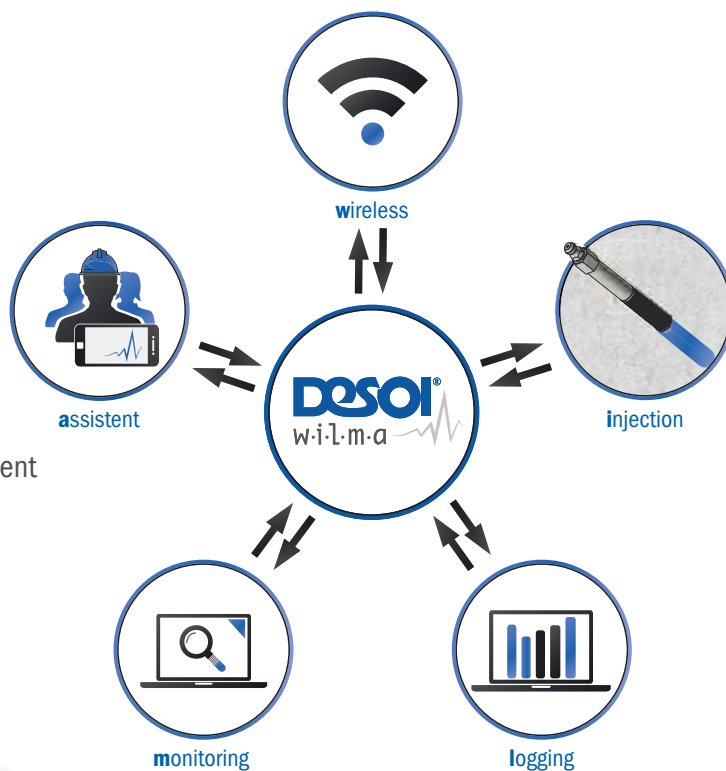 wireless
assistent
DESOI®
w·i·l·m·a
injection
ent
monitoring
logging